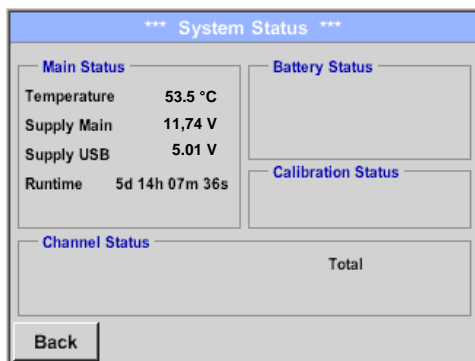 *** System Status ***
Main Status
Temperature 53.5 °C
Supply Main 11,74 V
Supply USB 5.01 V
Runtime 5d 14h 07m 36s
Battery Status
Calibration Status
Channel Status
Total
Back